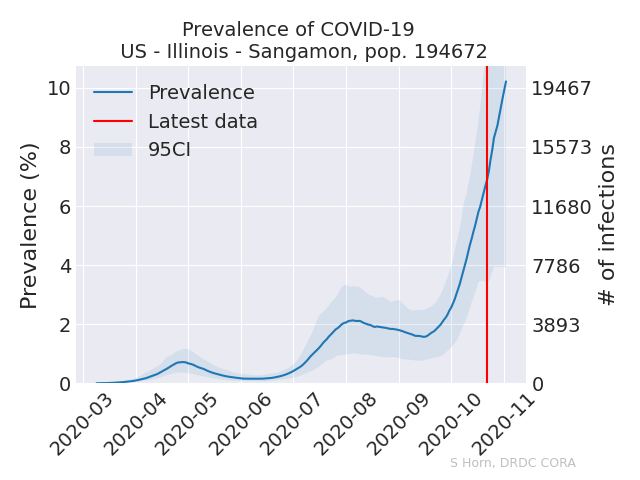 Prevalence of COVID-19
US - Illinois - Sangamon, pop. 194672
Prevalence
Latest data
95CI
Prevalence (%)
10
8
6
4
2
0
19467
15573
11680
7786
3893
0
# of infections
2020-03
2020-04
2020-05
2020-06
2020-07
2020-08
2020-09
2020-10
2020-11
S Horn, DRDC CORA